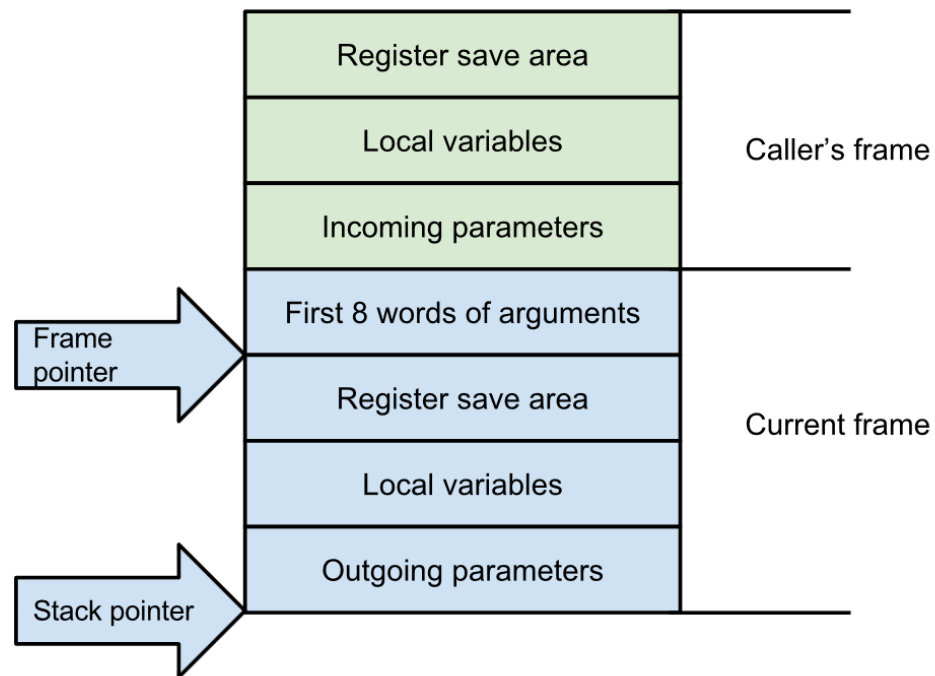 Register save area
Local variables
Caller’s frame
Incoming parameters
First 8 words of arguments
Frame
pointer
Register save area
Current frame
Local variables
Outgoing parameters
Stack pointer